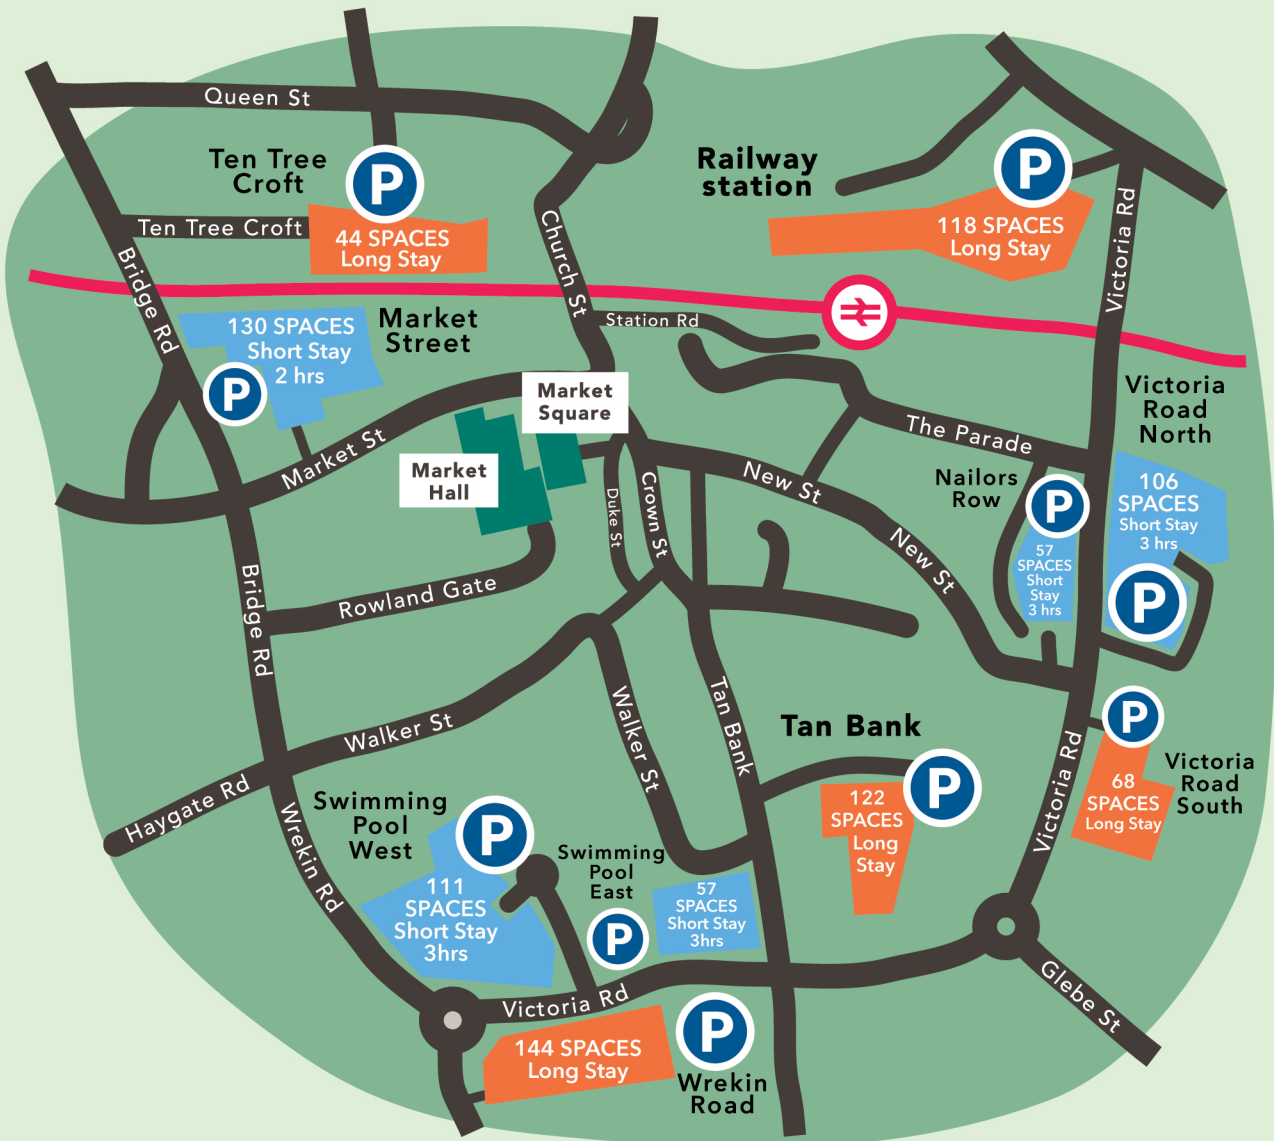 Queen St
Ten Tree
Croft
P
Ten Tree Croft
44 SPACES
Long Stay
Railway
station
P
118 SPACES
Long Stay
Victoria Rd
Church St
Bridge Rd
Station Rd
130 SPACES
Short Stay
2 hrs
P
Market
Street
Market St
Market
Square
Market
Hall
The Parade
Victoria
Road
North
106
SPACES
Short Stay
3 hrs
P
Nailors
Row
P
57
SPACES
Short
Stay
3 hrs
New St
New St
Duke St
Crown St
Rowland Gate
Bridge Rd
Walker St
Haygate Rd
Walker St
Tan Bank
Tan Bank
P
122
SPACES
Long
Stay
P
Victoria
Road
South
68
SPACES
Long Stay
Victoria Rd
Wrekin Rd
Swimming
Pool
West
P
111
SPACES
Short Stay
3hrs
Swimming
Pool
East
P
57
SPACES
Short Stay
3hrs
Victoria Rd
Glebe St
144 SPACES
Long Stay
P
Wrekin
Road